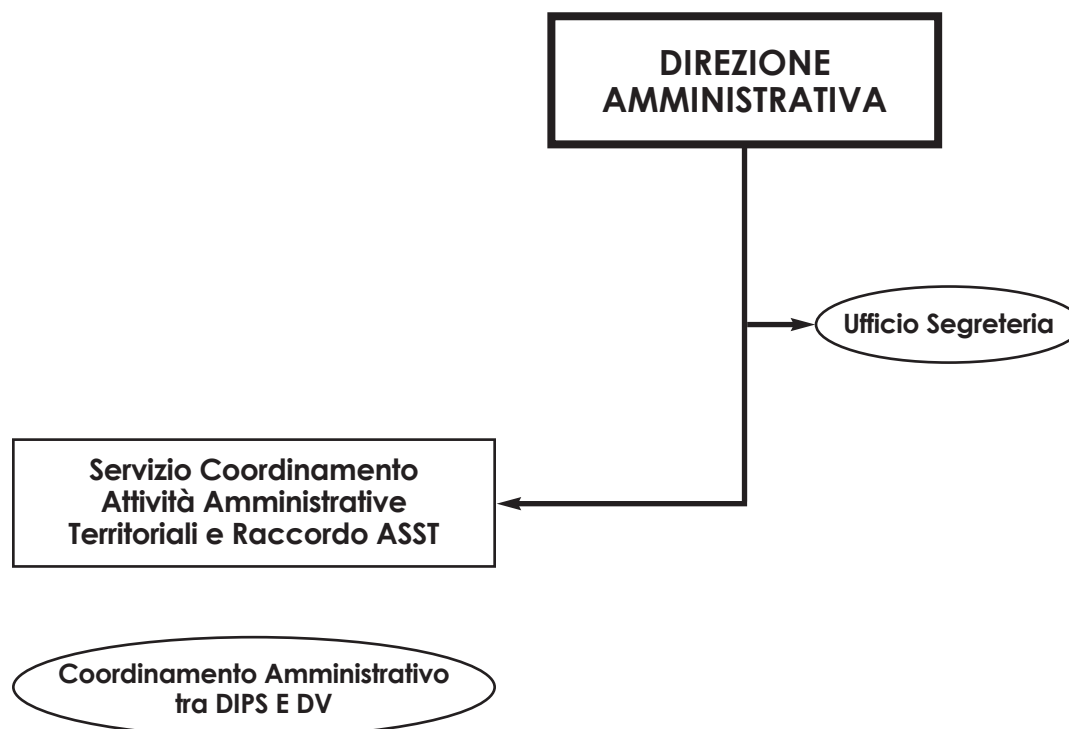 DIREZIONE
AMMINISTRATIVA
Ufficio Segreteria
Servizio Coordinamento
Attività Amministrative
Territoriali e Raccordo ASST
Coordinamento Amministrativo
tra DIPS E DV